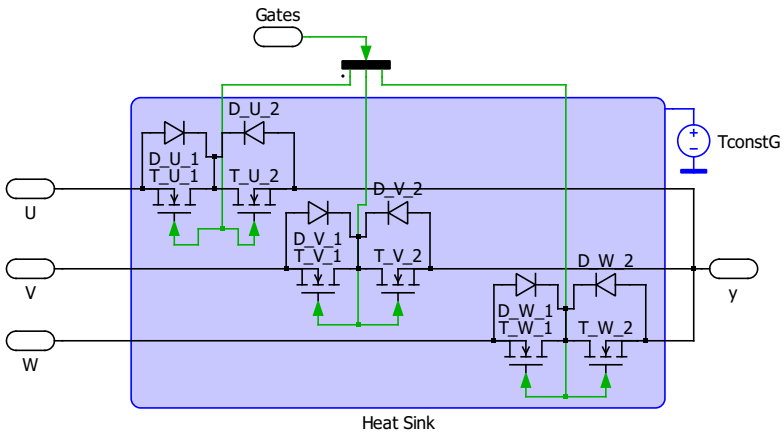 Gates
D_U_2
TconstG
D_U_1
T_U_1
T_U_2
D_V_2
U
D_V_1
T_V_1
T_V_2
D_W_2
V
y
D_W_1
T_W_1
T_W_2
W
Heat Sink